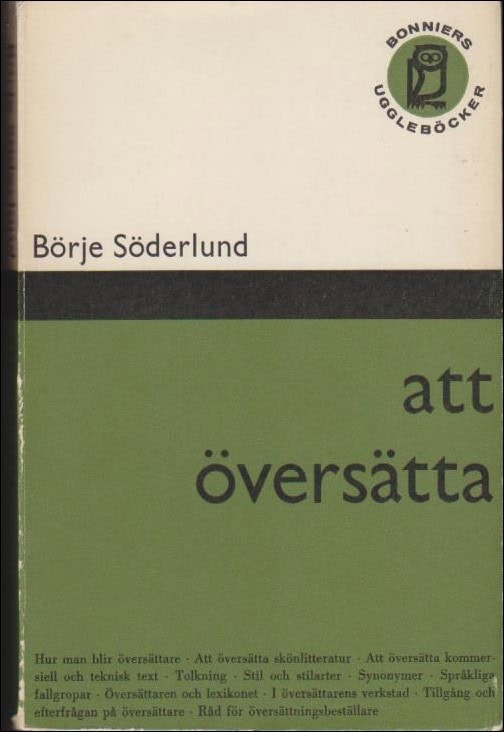 BONNIERS
UGGLEBÖCKER
Börje Söderlund
att
översätta
Hur man blir översättare · Att översätta skönlitteratur · Att översätta kommer-
siell och teknisk text · Tolkning · Stil och stilarter · Synonymer · Språkliga
fallgropar · Översättaren och lexikonet · I översättarens verkstad · Tillgång och
efterfrågan på översättare · Råd för översättningsbeställare